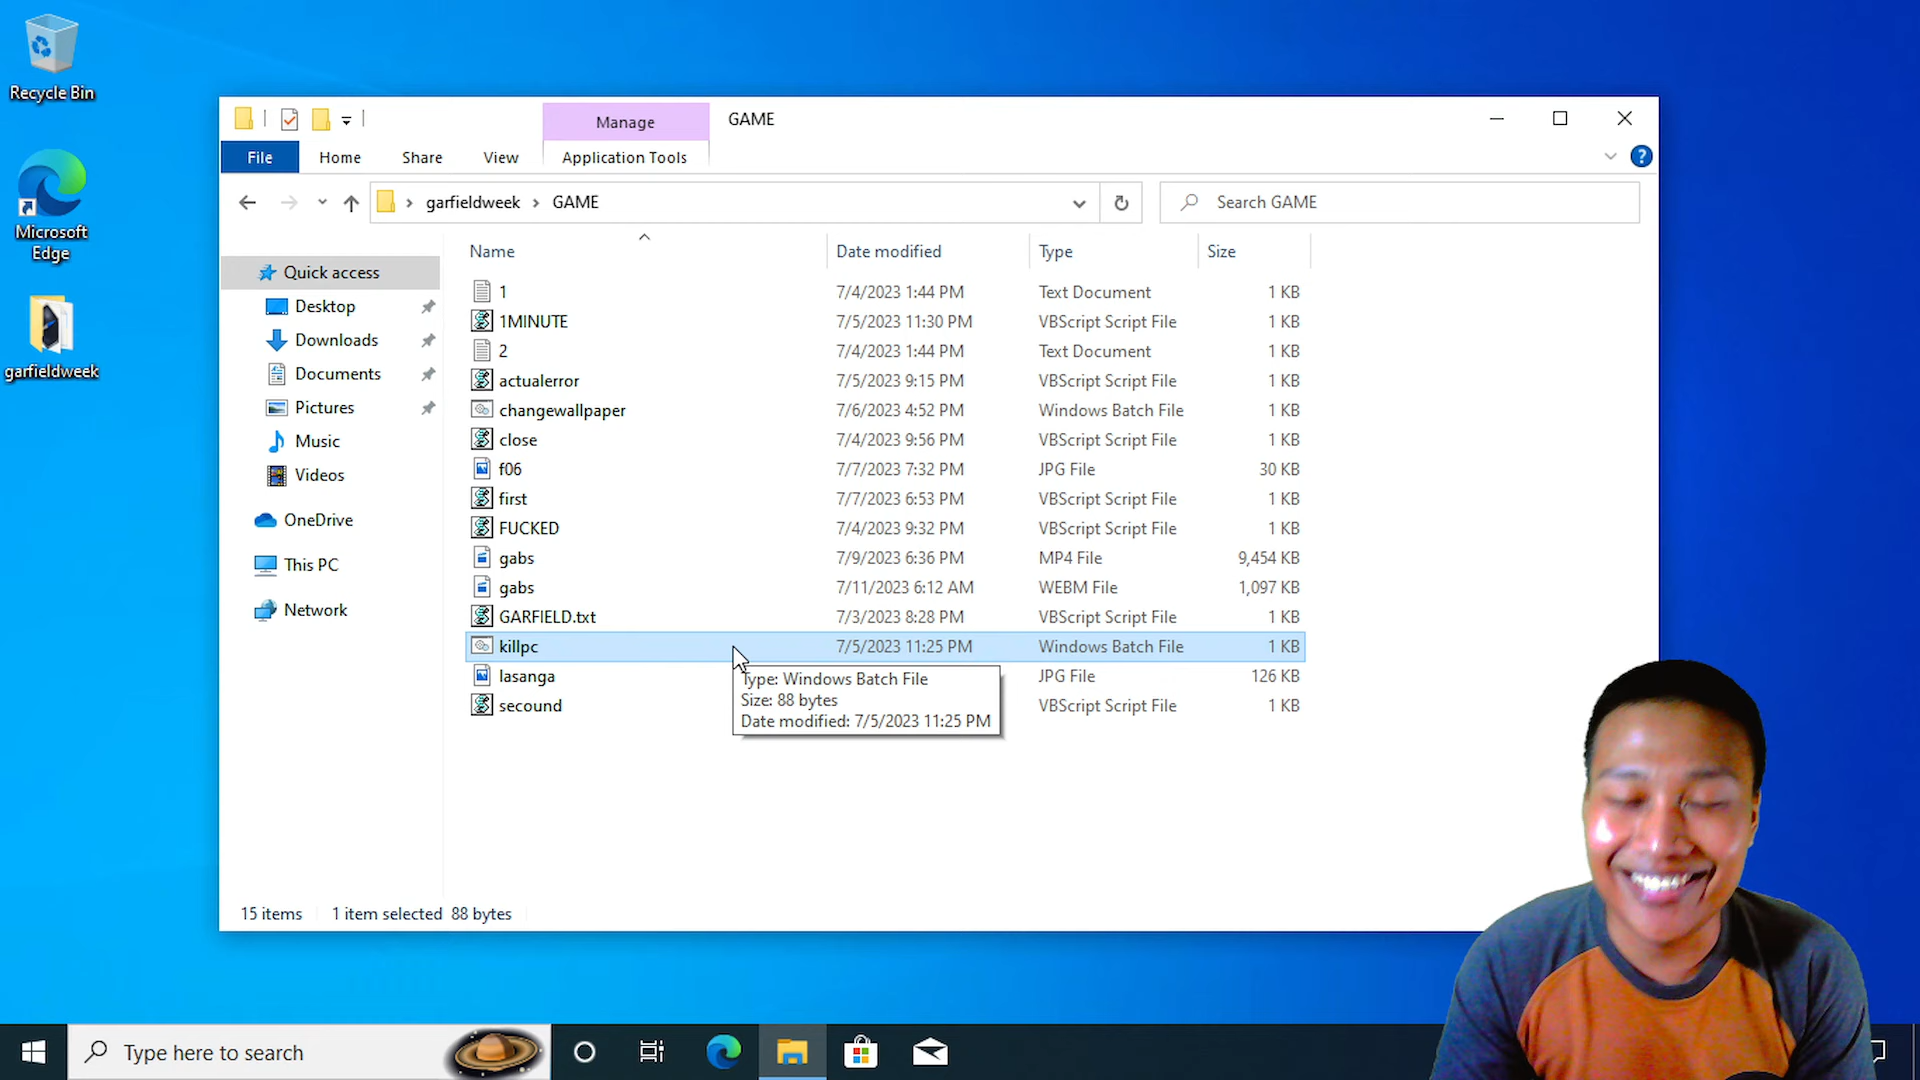 Recycle Bin
Microsoft
Edge
garfieldweek
Manage
GAME
File
Home
Share
View
Application Tools
garfieldweek
GAME
Search GAME
Name
Date modified
Type
Size
Quick access
Desktop
Downloads
Documents
Pictures
Music
Videos
OneDrive
This PC
Network
1 7/4/2023 1:44 PM Text Document 1 KB
1MINUTE 7/5/2023 11:30 PM VBScript Script File 1 KB
2 7/4/2023 1:44 PM Text Document 1 KB
actualerror 7/5/2023 9:15 PM VBScript Script File 1 KB
changewallpaper 7/6/2023 4:52 PM Windows Batch File 1 KB
close 7/4/2023 9:56 PM VBScript Script File 1 KB
f06 7/7/2023 7:32 PM JPG File 30 KB
first 7/7/2023 6:53 PM VBScript Script File 1 KB
FUCKED 7/4/2023 9:32 PM VBScript Script File 1 KB
gabs 7/9/2023 6:36 PM MP4 File 9,454 KB
gabs 7/11/2023 6:12 AM WEBM File 1,097 KB
GARFIELD.txt 7/3/2023 8:28 PM VBScript Script File 1 KB
killpc 7/5/2023 11:25 PM Windows Batch File 1 KB
lasanga JPG File 126 KB
secound VBScript Script File 1 KB
Type: Windows Batch File
Size: 88 bytes
Date modified: 7/5/2023 11:25 PM
15 items
1 item selected 88 bytes
Type here to search